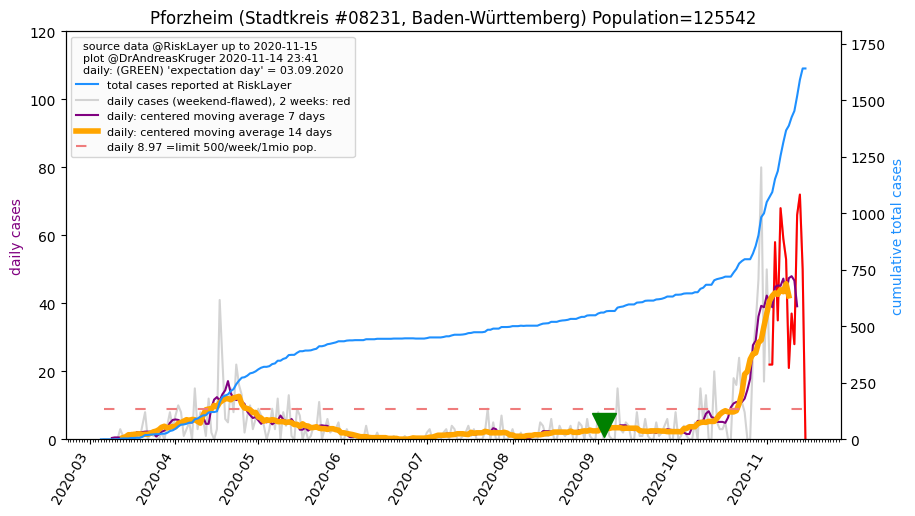 Pforzheim (Stadtkreis #08231, Baden-Württemberg) Population=125542
source data @RiskLayer up to 2020-11-15
plot @DrAndreasKruger 2020-11-14 23:41
daily: (GREEN) 'expectation day' = 03.09.2020
total cases reported at RiskLayer
daily cases (weekend-flawed), 2 weeks: red
daily: centered moving average 7 days
daily: centered moving average 14 days
daily 8.97 =limit 500/week/1mio pop.
daily cases
120
100
80
60
40
20
0
cumulative total cases
1750
1500
1250
1000
750
500
250
0
2020-03
2020-04
2020-05
2020-06
2020-07
2020-08
2020-09
2020-10
2020-11